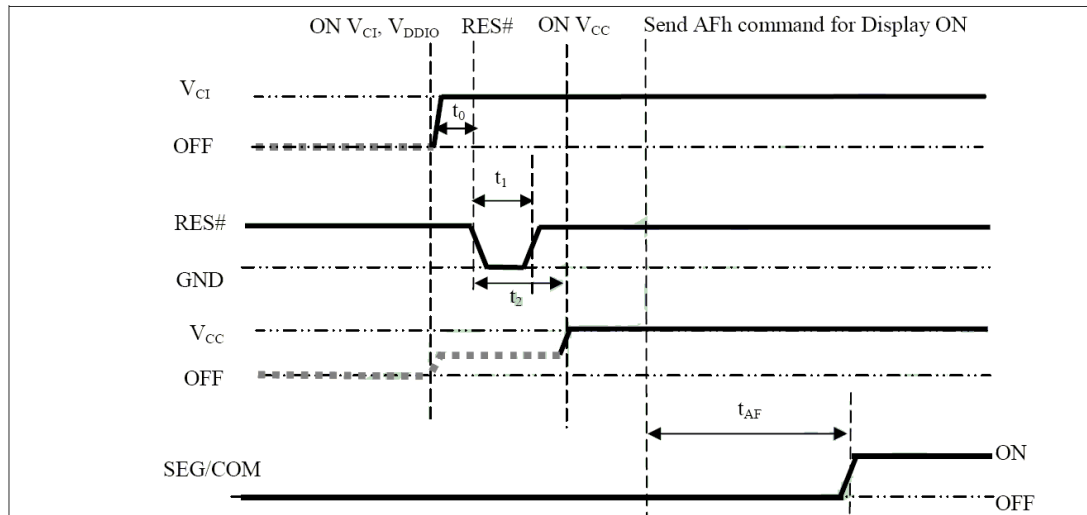 ON VCI, VDDIO RES# ON VCC Send AFh command for Display ON
VCI
t0
OFF
t1
RES#
GND
t2
VCC
OFF
tAF
SEG/COM
ON
OFF